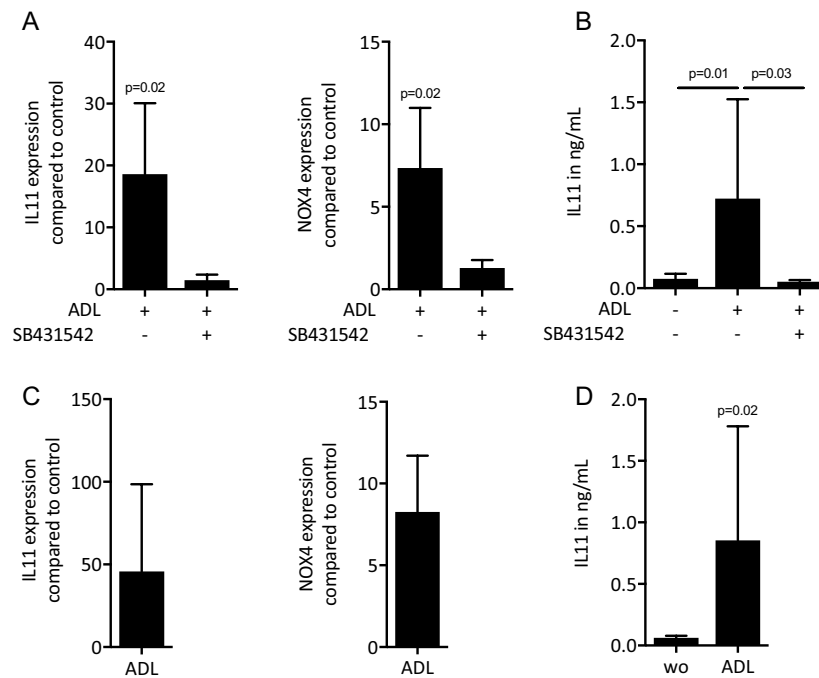 A
IL11 expression
compared to control
40
30
20
10
0
p=0.02
ADL + +
SB431542 - +
NOX4 expression
compared to control
15
10
5
0
p=0.02
ADL + +
SB431542 - +
B
IL11 in ng/mL
2.0
1.5
1.0
0.5
0.0
p=0.01 p=0.03
ADL - + +
SB431542 - - +
C
IL11 expression
compared to control
150
100
50
0
ADL
NOX4 expression
compared to control
15
10
5
0
ADL
D
IL11 in ng/mL
2.0
1.5
1.0
0.5
0.0
p=0.02
wo ADL